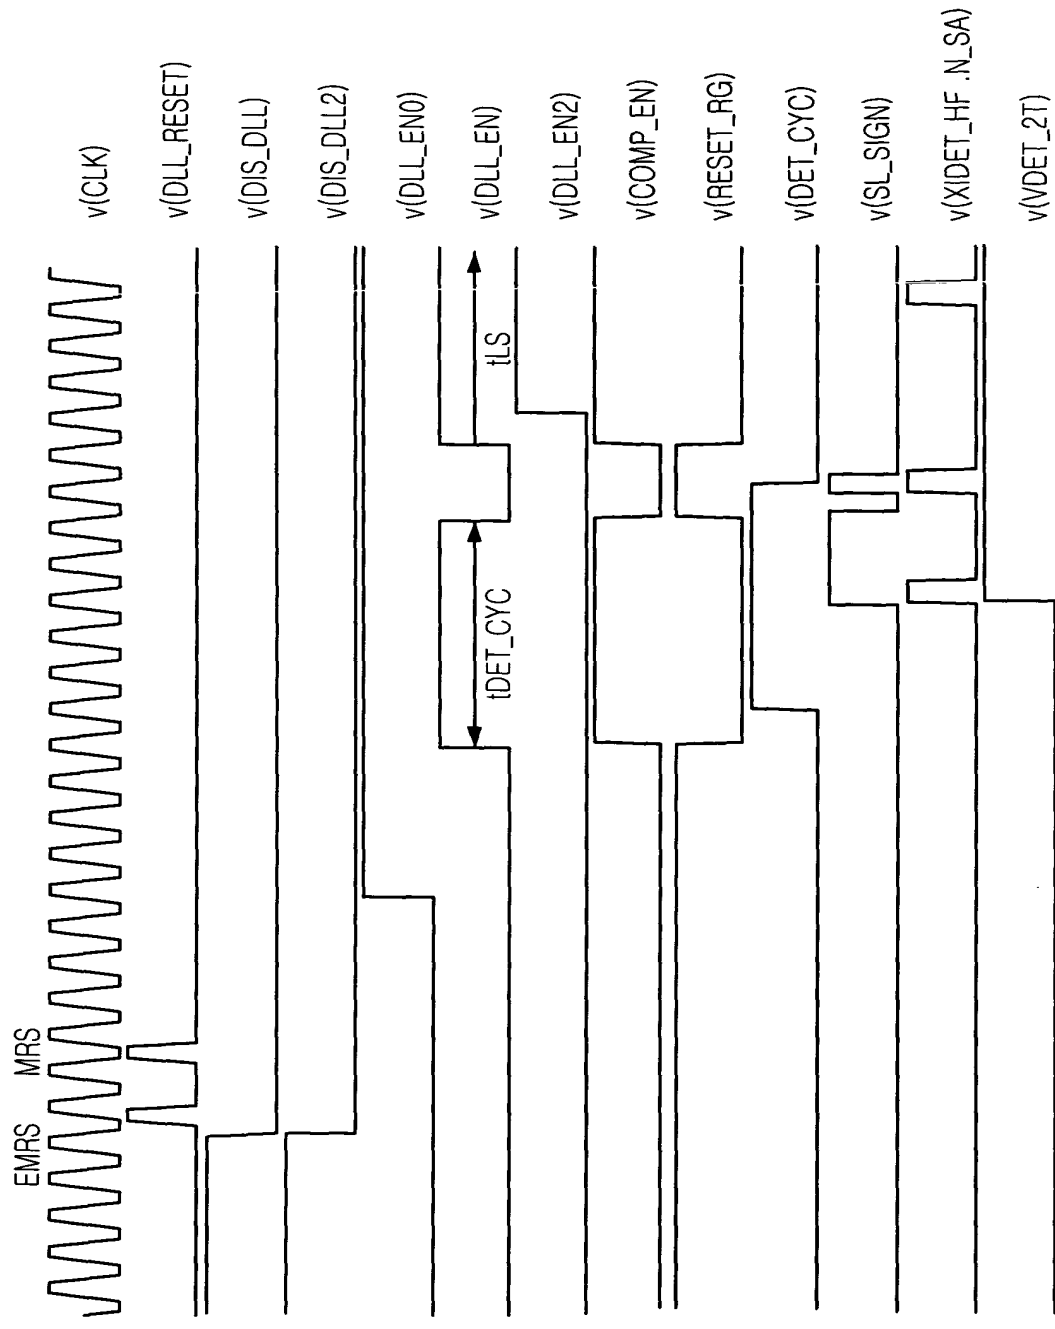 EMRS
MRS
v(CLK)
v(DLL_RESET)
v(DIS_DLL)
v(DIS_DLL2)
v(DLL_EN0)
v(DLL_EN)
v(DLL_EN2)
v(COMP_EN)
v(RESET_RG)
v(DET_CYC)
v(SL_SIGN)
v(XIDET_HF .N_SA)
v(VDET_2T)
tDET_CYC
tLS